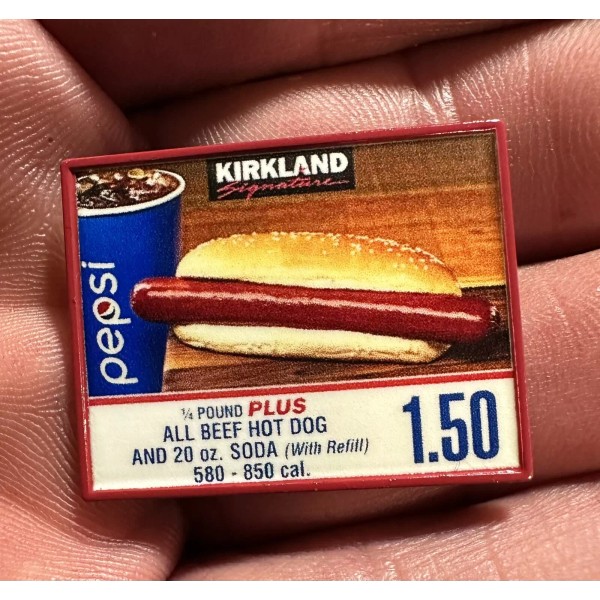 KIRKLAND
Signature
pepsi
¼ POUND PLUS
ALL BEEF HOT DOG
AND 20 oz. SODA (With Refill)
580 - 850 cal.
1.50